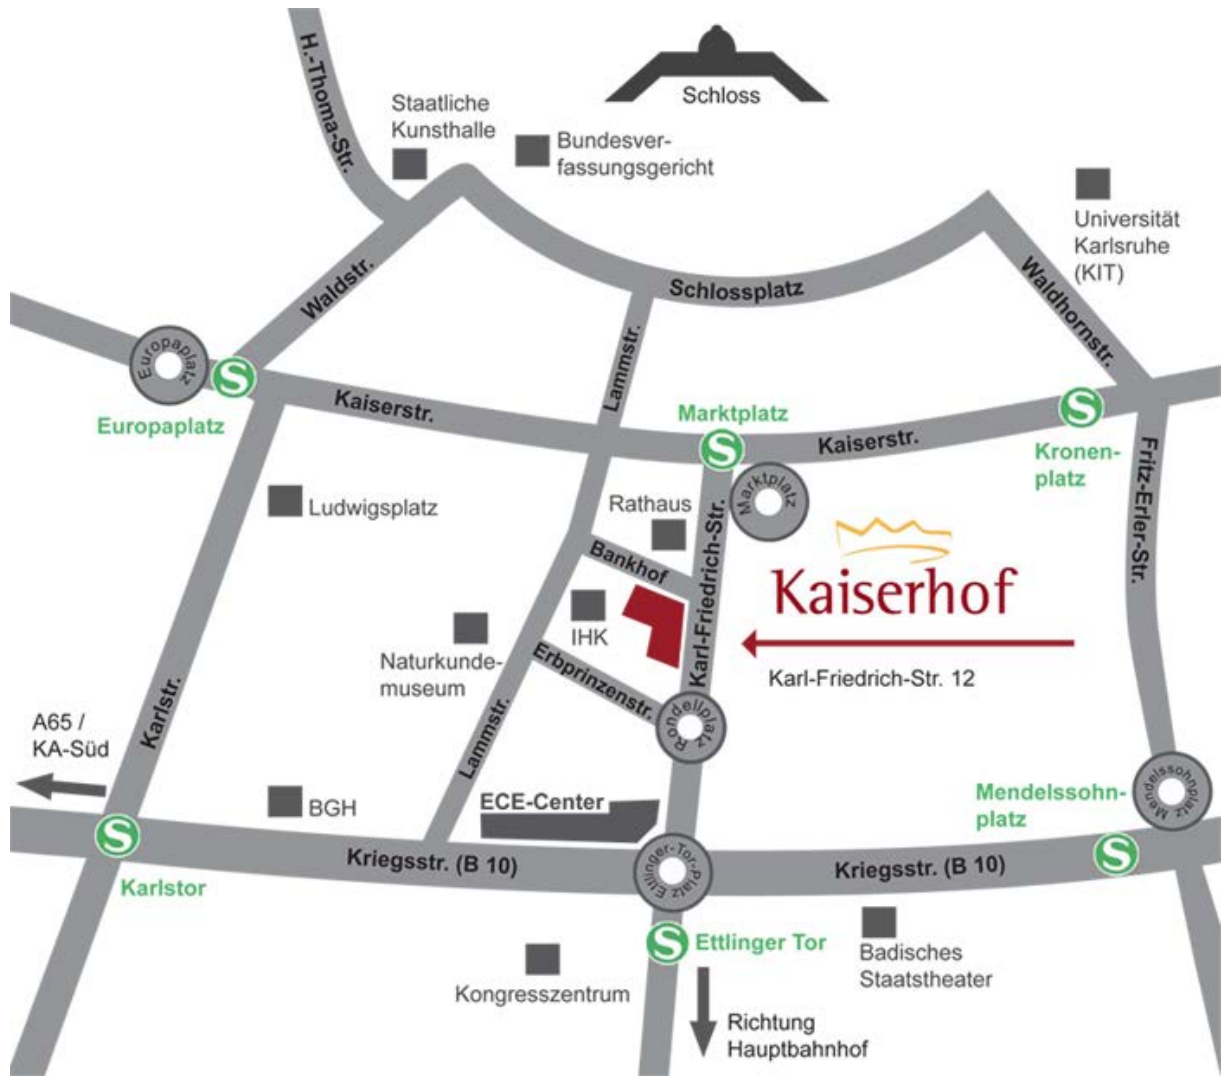 H.-Thoma-Str.
Schloss
Staatliche
Kunsthalle
Bundesver-
fassungsgericht
Universität
Karlsruhe
(KIT)
Waldstr.
Schlossplatz
Waldhornstr.
Lammstr.
Europaplatz
S
Europaplatz
Kaiserstr.
Marktplatz
S
Kaiserstr.
S
Kronen-
platz
Marktplatz
Ludwigsplatz
Rathaus
Karl-Friedrich-Str.
Fritz-Erler-Str.
Bankhof
Kaiserhof
IHK
Karl-Friedrich-Str. 12
Naturkunde-
museum
Erbprinzenstr.
Karlstr.
Lammstr.
Rondellplatz
A65 /
KA-Süd
Mendelssohn-
platz
Mendelssohnplatz
BGH
ECE-Center
S
Karlstor
Kriegsstr. (B 10)
Ettlinger-Tor-Platz
Kriegsstr. (B 10)
S
S
Ettlinger Tor
Badisches
Staatstheater
Kongresszentrum
Richtung
Hauptbahnhof